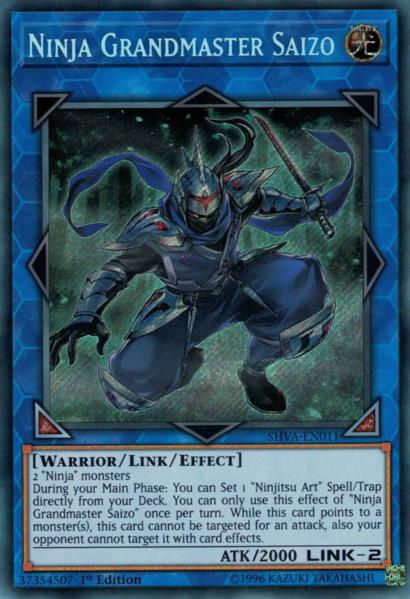 Ninja Grandmaster Saizo
光
SHVA-EN011
[Warrior/Link/Effect]
2 "Ninja" monsters
During your Main Phase: You can Set 1 "Ninjitsu Art" Spell/Trap
directly from your Deck. You can only use this effect of "Ninja
Grandmaster Saizo" once per turn. While this card points to a
monster(s), this card cannot be targeted for an attack, also your
opponent cannot target it with card effects.
ATK/2000 LINK-2
37354507 1st Edition ©1996 KAZUKI TAKAHASHI